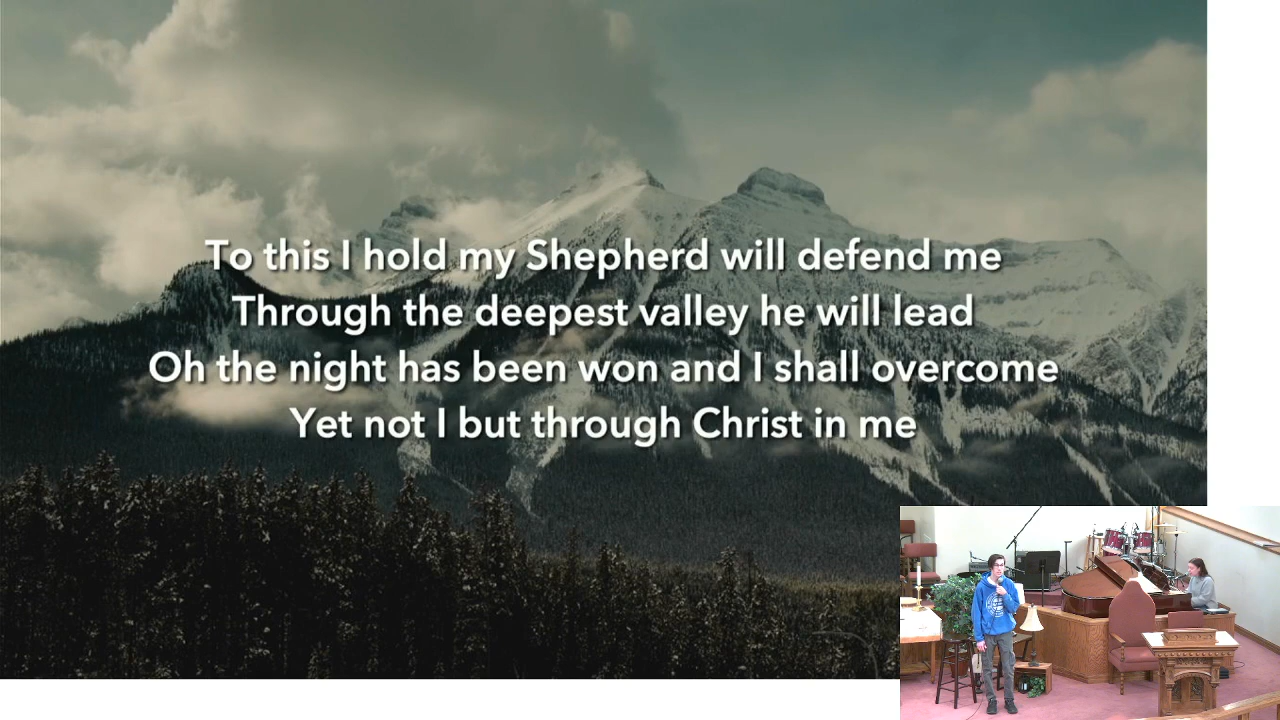 To this I hold my Shepherd will defend me
Through the deepest valley he will lead
Oh the night has been won and I shall overcome
Yet not I but through Christ in me